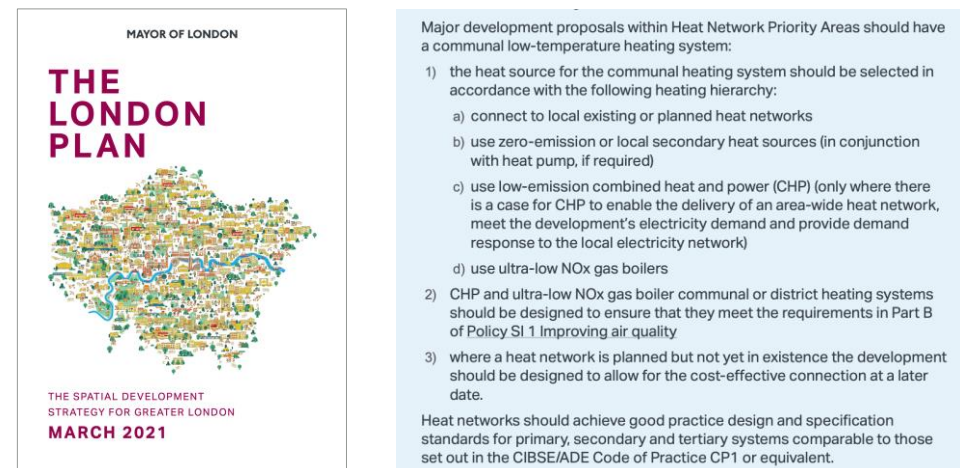 MAYOR OF LONDON
THE
LONDON
PLAN
THE SPATIAL DEVELOPMENT
STRATEGY FOR GREATER LONDON
MARCH 2021
Major development proposals within Heat Network Priority Areas should have
a communal low-temperature heating system:
1) the heat source for the communal heating system should be selected in
accordance with the following heating hierarchy:
a) connect to local existing or planned heat networks
b) use zero-emission or local secondary heat sources (in conjunction
with heat pump, if required)
c) use low-emission combined heat and power (CHP) (only where there
is a case for CHP to enable the delivery of an area-wide heat network,
meet the development's electricity demand and provide demand
response to the local electricity network)
d) use ultra-low NOx gas boilers
2) CHP and ultra-low NOx gas boiler communal or district heating systems
should be designed to ensure that they meet the requirements in Part B
of Policy SI 1 Improving air quality
3) where a heat network is planned but not yet in existence the development
should be designed to allow for the cost-effective connection at a later
date.
Heat networks should achieve good practice design and specification
standards for primary, secondary and tertiary systems comparable to those
set out in the CIBSE/ADE Code of Practice CP1 or equivalent.